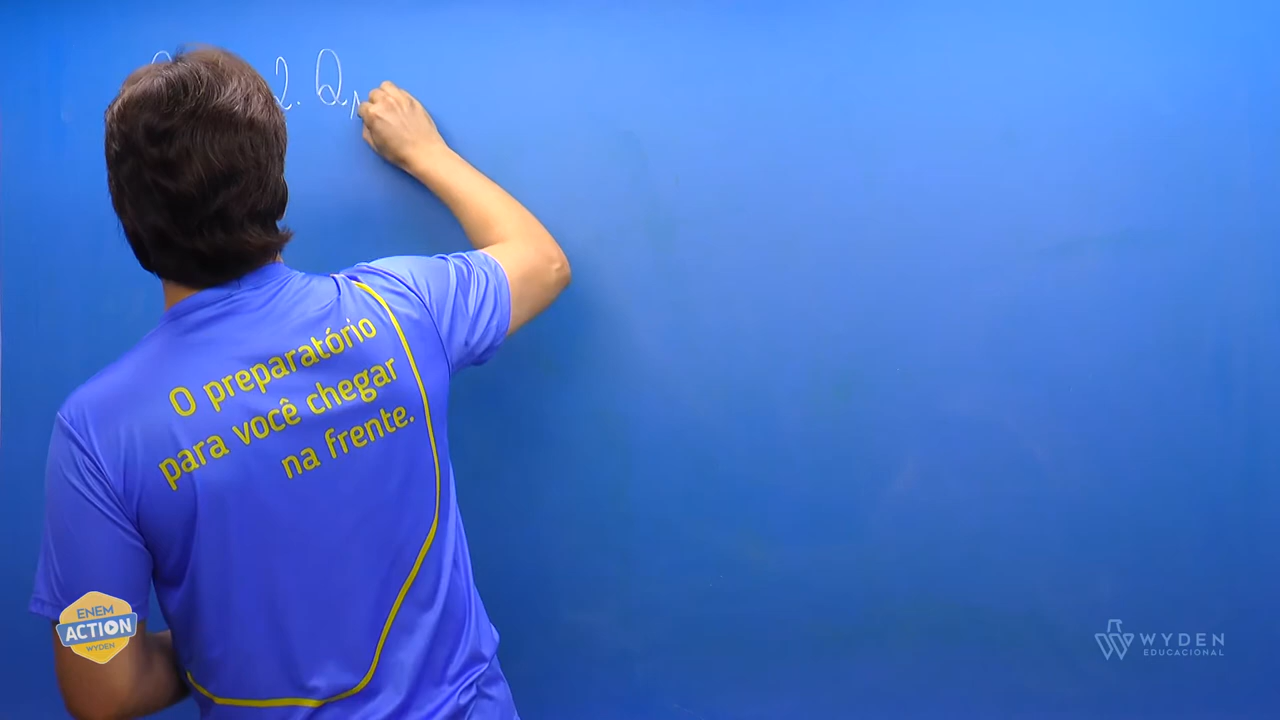 2. Q
O preparatório
para você chegar
na frente.
ENEM
ACTION
WYDEN
WYDEN
EDUCACIONAL